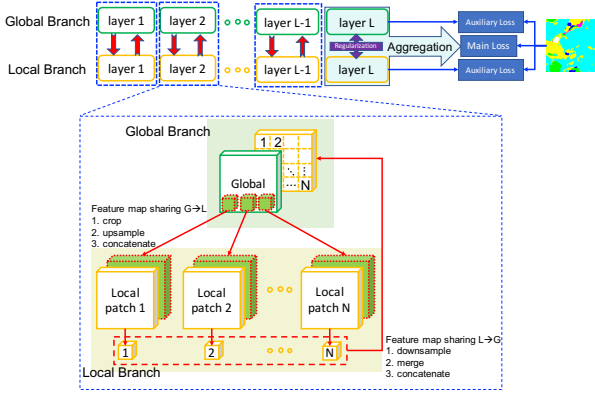 Global Branch
layer 1
layer 2
layer L-1
layer L
Auxiliary Loss
Regularization
Aggregation
Main Loss
Local Branch
layer 1
layer 2
layer L-1
layer L
Auxiliary Loss
Global Branch
1 2
N
Global
Feature map sharing G→L
1. crop
2. upsample
3. concatenate
Local
patch 1
Local
patch 2
Local
patch N
1
2
N
Local Branch
Feature map sharing L→G
1. downsample
2. merge
3. concatenate